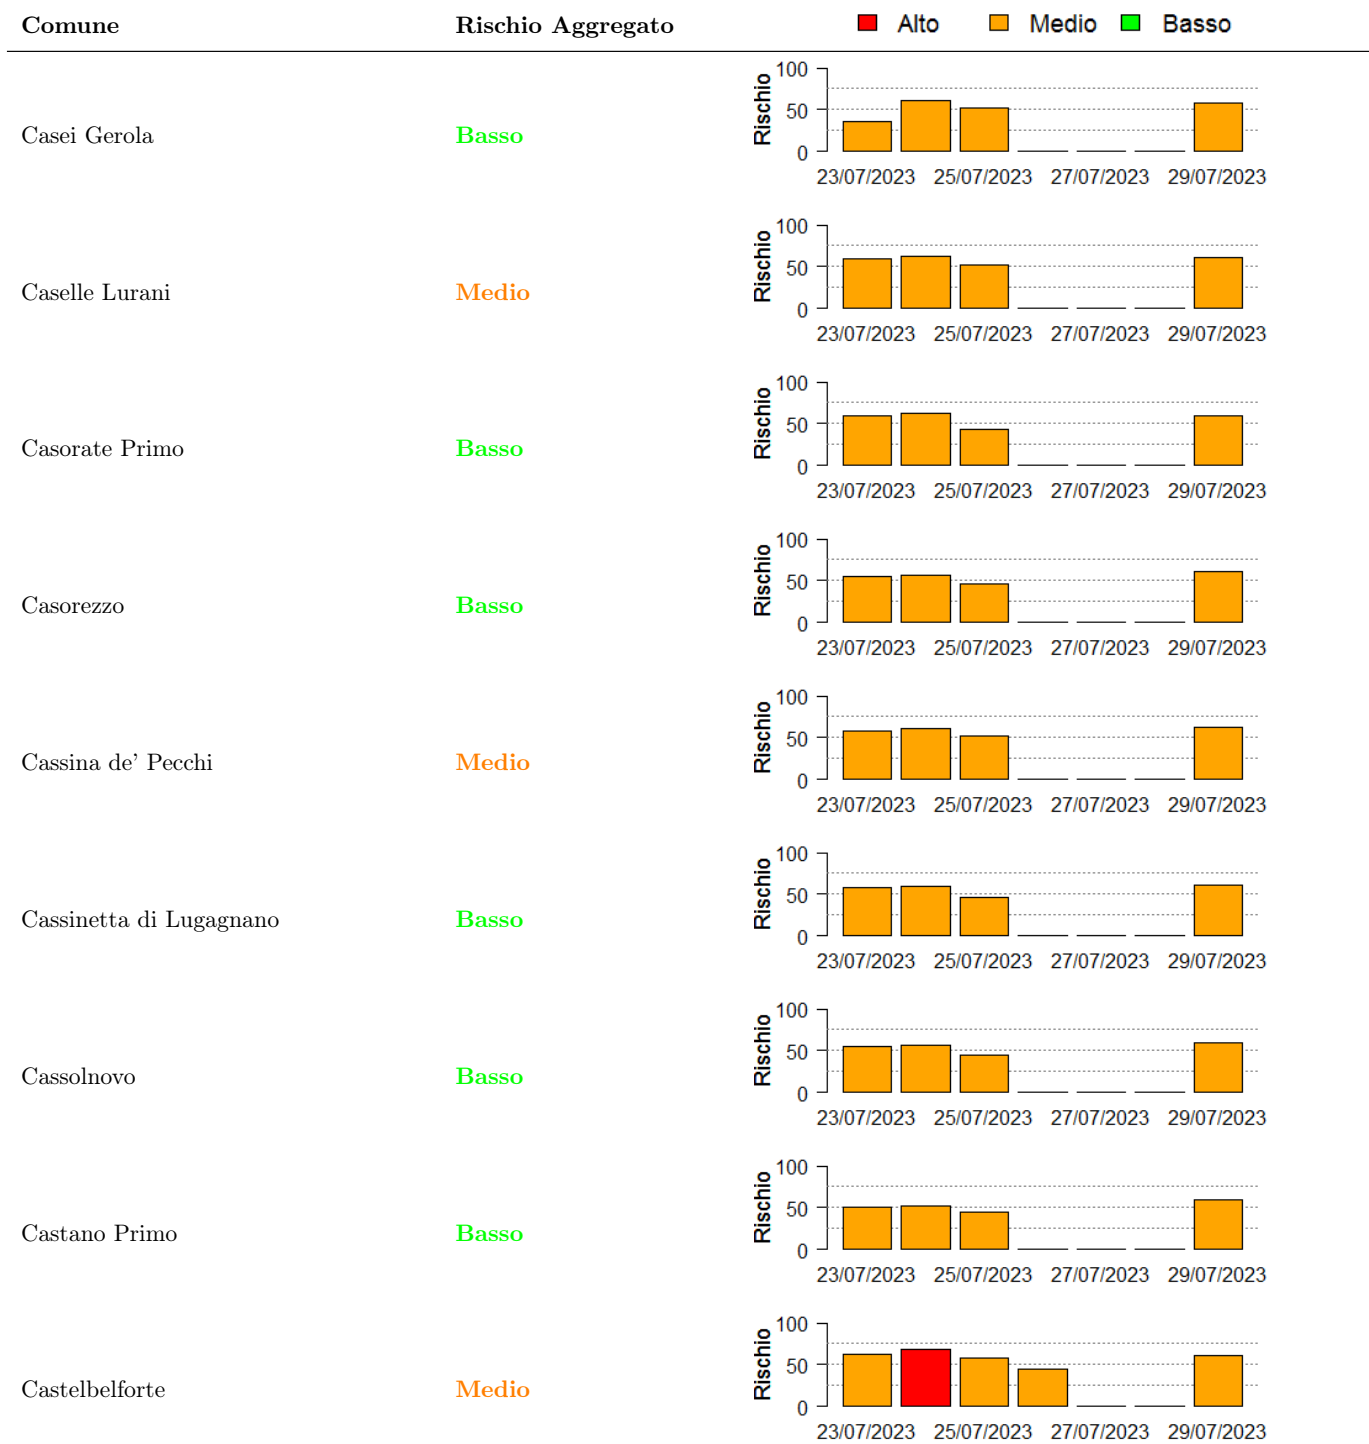 Comune Rischio Aggregato Alto Medio Basso
Casei Gerola Basso
Rischio
100
50
0
23/07/2023 25/07/2023 27/07/2023 29/07/2023
Caselle Lurani Medio
Rischio
100
50
0
23/07/2023 25/07/2023 27/07/2023 29/07/2023
Casorate Primo Basso
Rischio
100
50
0
23/07/2023 25/07/2023 27/07/2023 29/07/2023
Casorezzo Basso
Rischio
100
50
0
23/07/2023 25/07/2023 27/07/2023 29/07/2023
Cassina de' Pecchi Medio
Rischio
100
50
0
23/07/2023 25/07/2023 27/07/2023 29/07/2023
Cassinetta di Lugagnano Basso
Rischio
100
50
0
23/07/2023 25/07/2023 27/07/2023 29/07/2023
Cassolnovo Basso
Rischio
100
50
0
23/07/2023 25/07/2023 27/07/2023 29/07/2023
Castano Primo Basso
Rischio
100
50
0
23/07/2023 25/07/2023 27/07/2023 29/07/2023
Castelbelforte Medio
Rischio
100
50
0
23/07/2023 25/07/2023 27/07/2023 29/07/2023